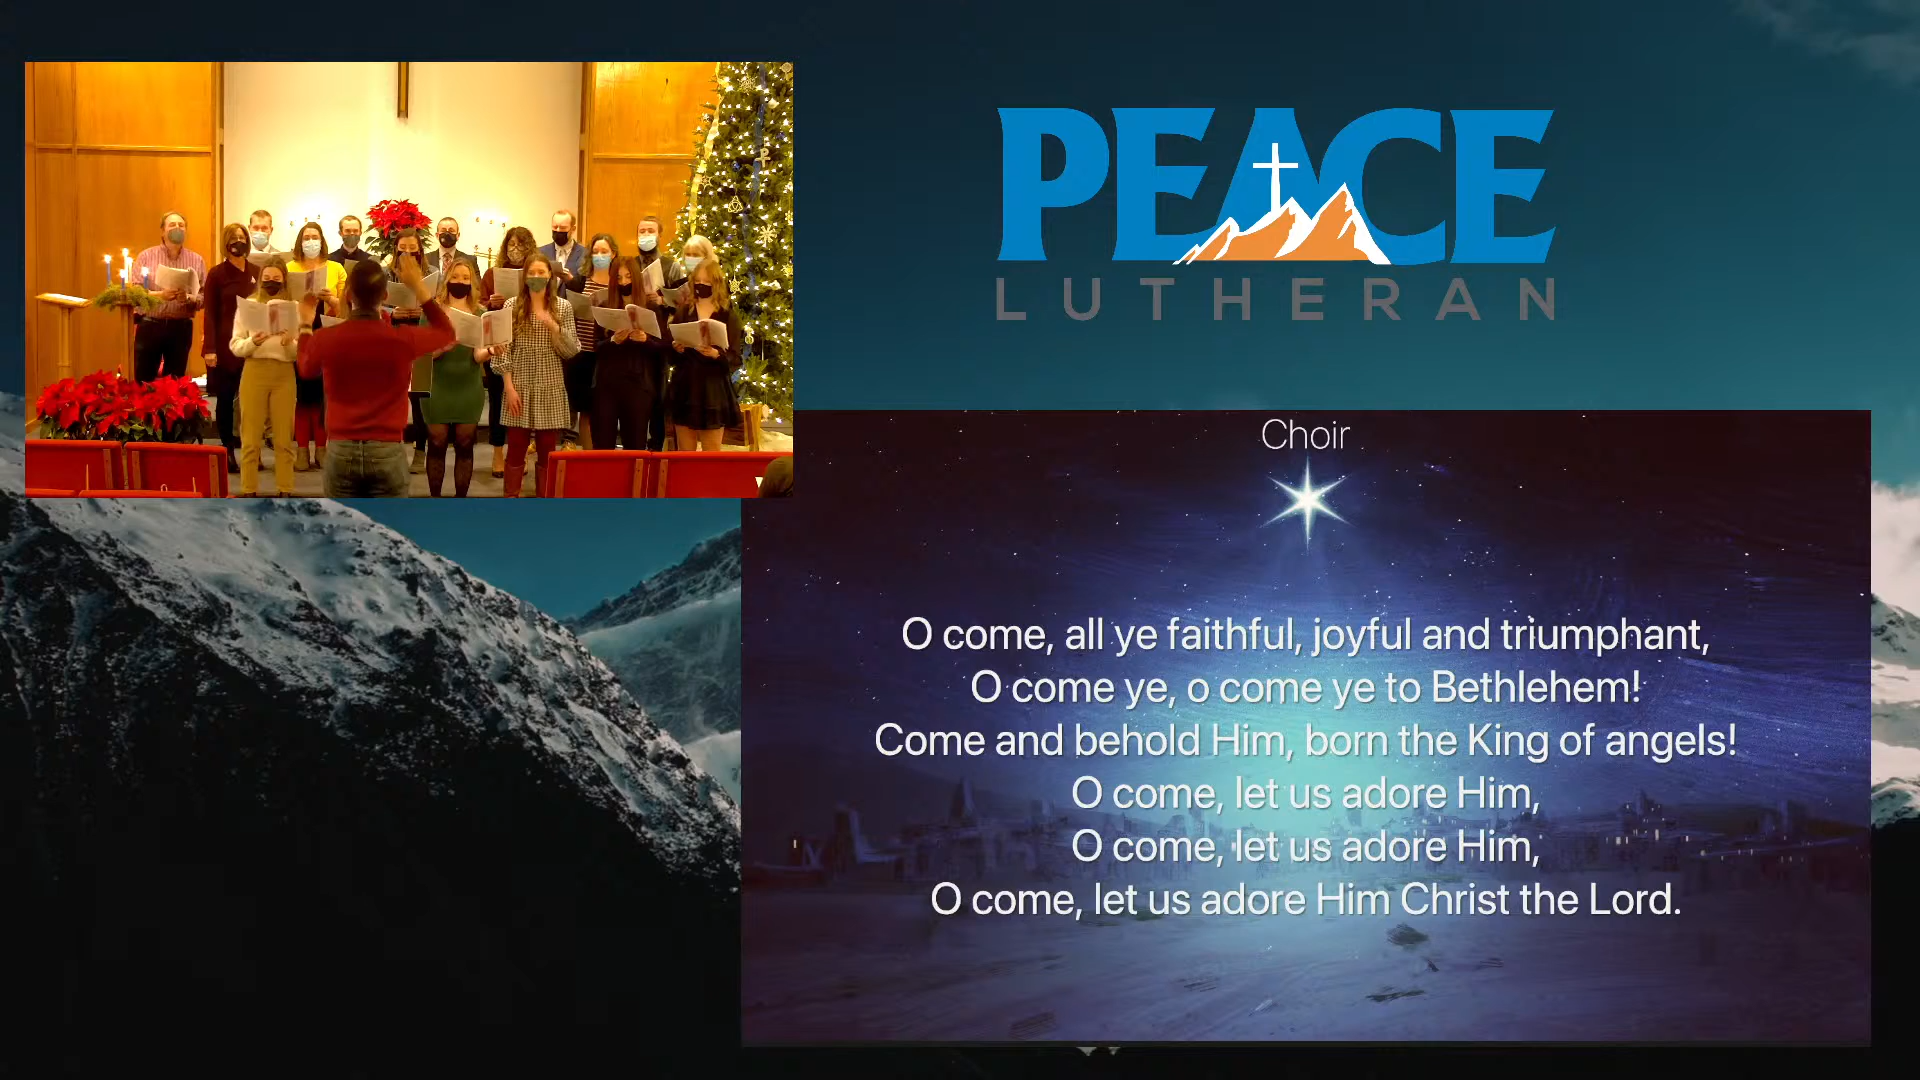 PEACE
LUTHERAN
Choir
O come, all ye faithful, joyful and triumphant,
O come ye, o come ye to Bethlehem!
Come and behold Him, born the King of angels!
O come, let us adore Him,
O come, let us adore Him,
O come, let us adore Him Christ the Lord.